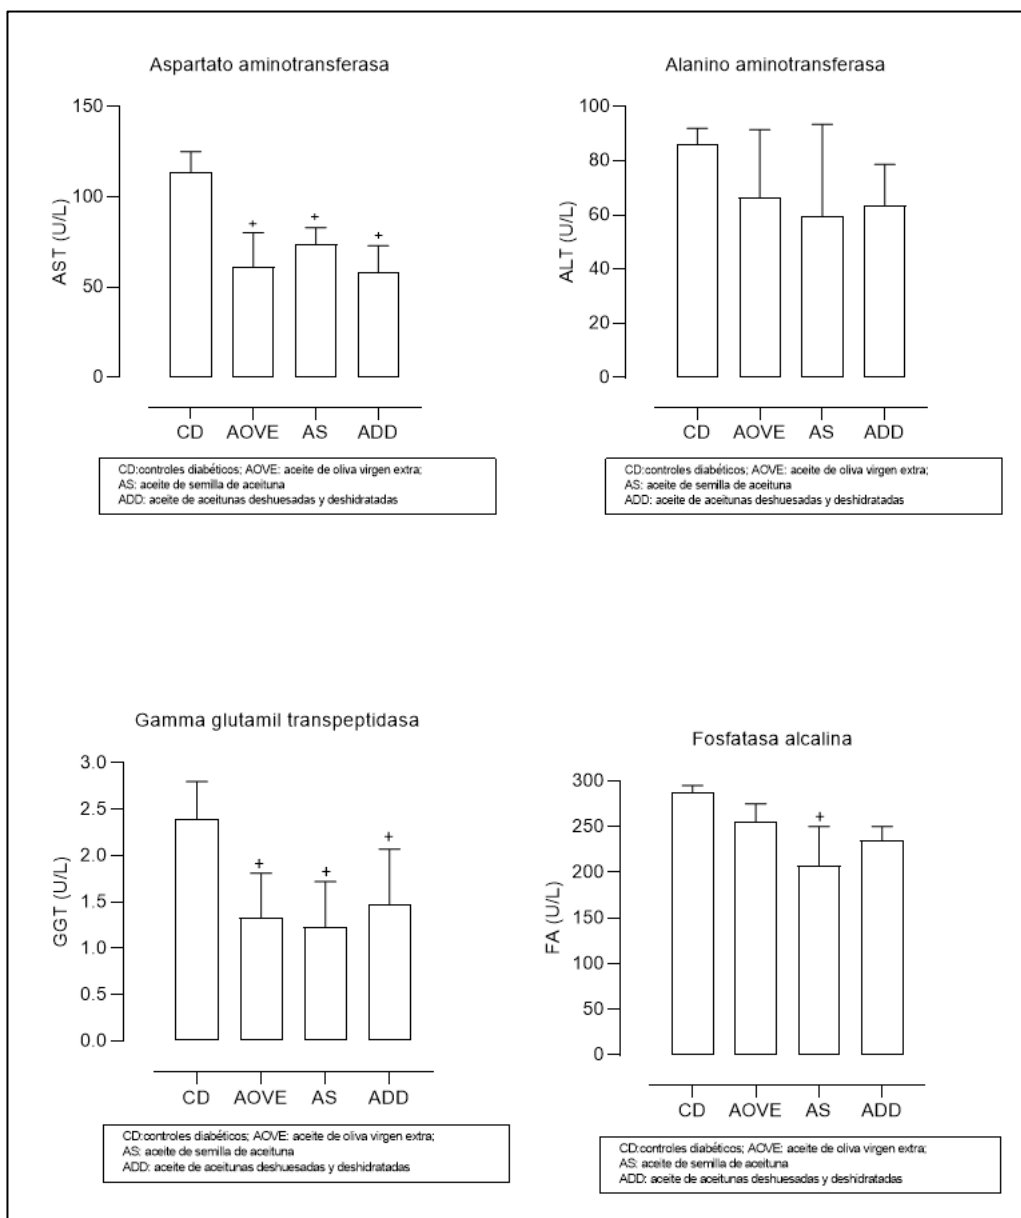 Aspartato aminotransferasa
150
100
50
0
AST (U/L)
+
+
+
CD AOVE AS ADD
CD:controles diabéticos; AOVE: aceite de oliva virgen extra;
AS: aceite de semilla de aceituna
ADD: aceite de aceitunas deshuesadas y deshidratadas
Alanino aminotransferasa
100
80
60
40
20
0
ALT (U/L)
CD AOVE AS ADD
CD:controles diabéticos; AOVE: aceite de oliva virgen extra;
AS: aceite de semilla de aceituna
ADD: aceite de aceitunas deshuesadas y deshidratadas
Gamma glutamil transpeptidasa
3.0
2.5
2.0
1.5
1.0
0.5
0.0
GGT (U/L)
+
+
+
CD AOVE AS ADD
CD:controles diabéticos; AOVE: aceite de oliva virgen extra;
AS: aceite de semilla de aceituna
ADD: aceite de aceitunas deshuesadas y deshidratadas
Fosfatasa alcalina
300
250
200
150
100
50
0
FA (U/L)
+
CD AOVE AS ADD
CD:controles diabéticos; AOVE: aceite de oliva virgen extra;
AS: aceite de semilla de aceituna
ADD: aceite de aceitunas deshuesadas y deshidratadas